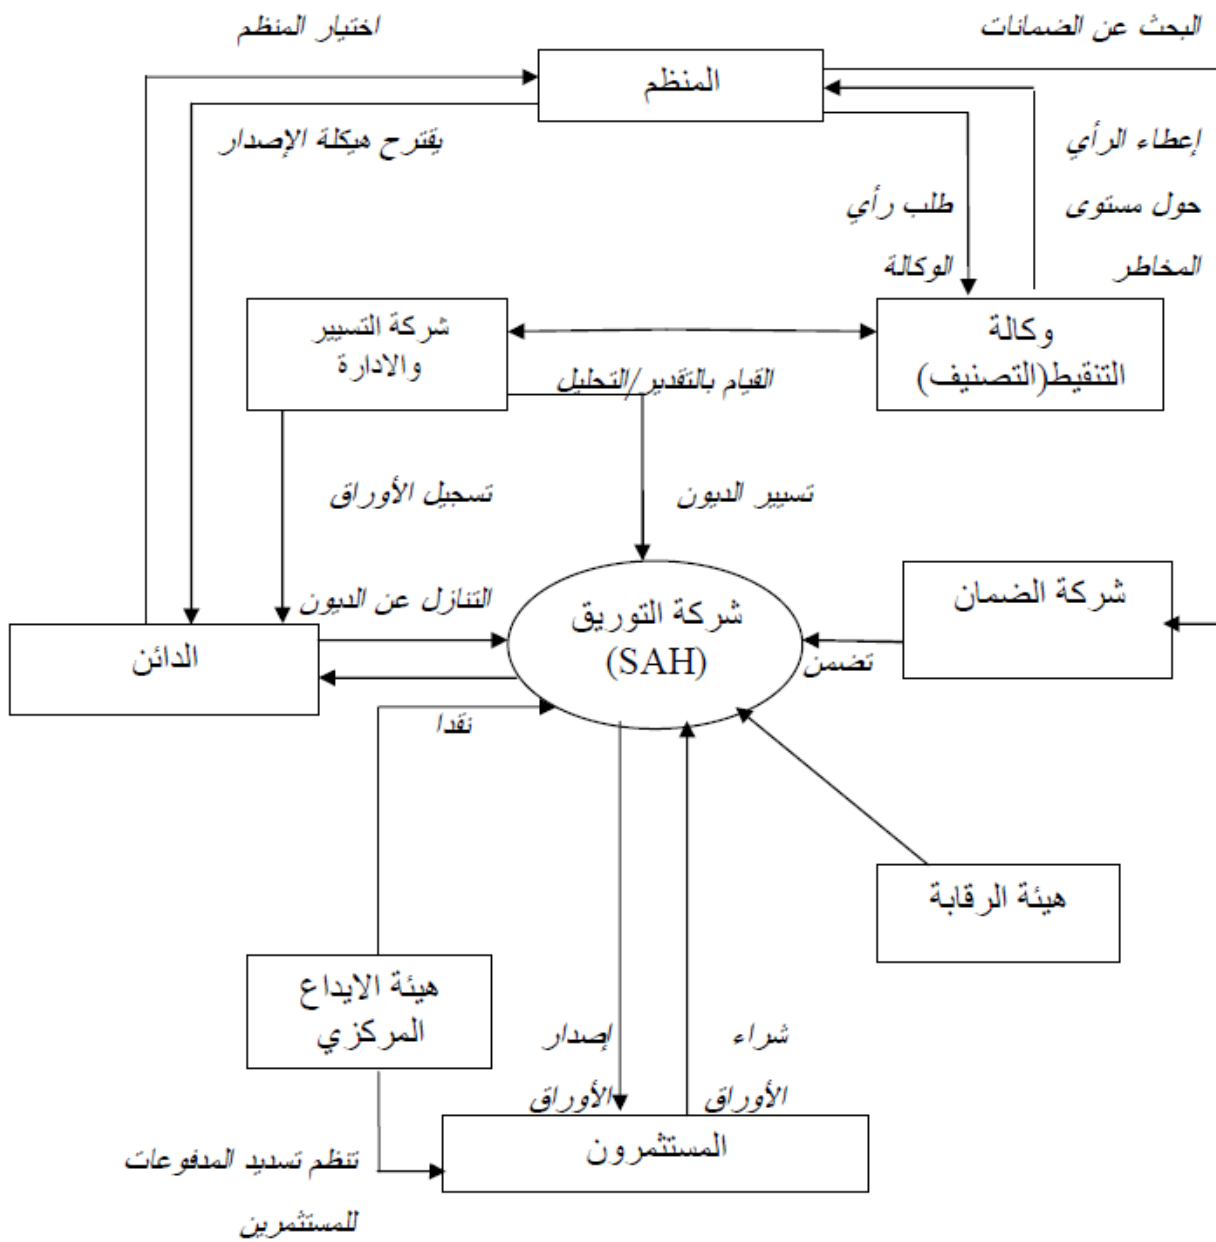 البحث عن الضمانات
اختيار المنظم
المنظم
إعطاء الرأي
حول مستوى
المخاطر
يقترح هيكلة الإصدار
طلب رأي
الوكالة
وكالة
التنقيط(التصنيف)
شركة التسيير
والادارة
القيام بالتقدير/التحليل
تسيير الديون
تسجيل الأوراق
شركة الضمان
تضمن
شركة التوريق
(SAH)
التنازل عن الديون
الدائن
نقدا
هيئة الرقابة
هيئة الايداع
المركزي
شراء
الأوراق
إصدار
الأوراق
المستثمرون
تنظم تسديد المدفوعات
للمستثمرين